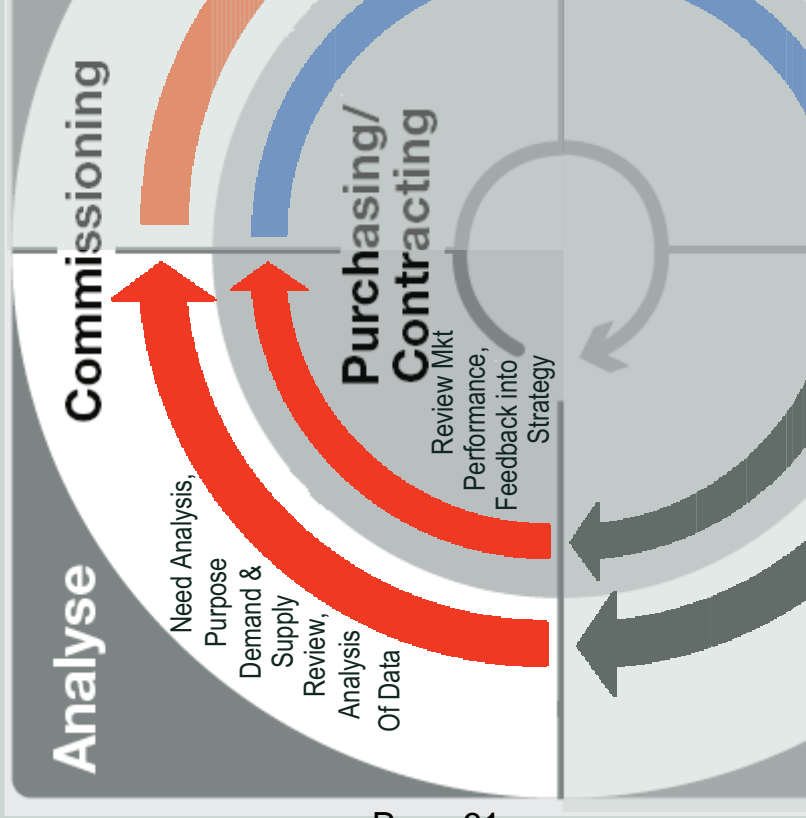 Analyse
Commissioning
Need Analysis,
Purpose
Demand &
Supply
Review,
Analysis
Of Data
Purchasing/
Contracting
Review Mkt
Performance,
Feedback into
Strategy